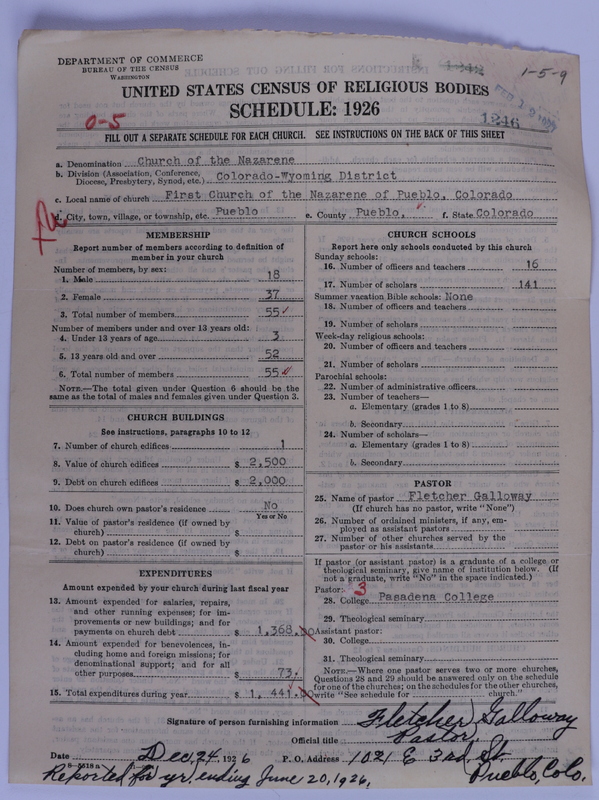 DEPARTMENT OF COMMERCE
BUREAU OF THE CENSUS
WASHINGTON
1-5-9
UNITED STATES CENSUS OF RELIGIOUS BODIES
SCHEDULE: 1926
0-5
1246
FILL OUT A SEPARATE SCHEDULE FOR EACH CHURCH. SEE INSTRUCTIONS ON THE BACK OF THIS SHEET
a. Denomination Church of the Nazarene
b. Division (Association, Conference, Diocese, Presbytery, Synod, etc.) Colorado-Wyoming District
c. Local name of church First Church of the Nazarene of Pueblo, Colorado
d. City, town, village, or township, etc. Pueblo e. County Pueblo, f. State Colorado
MEMBERSHIP
Report number of members according to definition of
member in your church
Number of members, by sex:
1. Male 18
2. Female 37
3. Total number of members 55
Number of members under and over 13 years old:
4. Under 13 years of age 3
5. 13 years old and over 52
6. Total number of members 55
NOTE.—The total given under Question 6 should be
same as the total of males and females given under Question 3.
CHURCH BUILDINGS
See instructions, paragraphs 10 to 12
7. Number of church edifices 1
8. Value of church edifices $ 2,500
9. Debt on church edifices $ 2,000
10. Does church own pastor's residence No
Yes or No
11. Value of pastor's residence (if owned by
church) $
12. Debt on pastor's residence (if owned by
church) $
EXPENDITURES
Amount expended by your church during last fiscal year
13. Amount expended for salaries, repairs,
and other running expenses; for im-
provements or new buildings; and for
payments on church debt $ 1,368.00
14. Amount expended for benevolences, in-
cluding home and foreign missions; for
denominational support; and for all
other purposes $ 73.
15. Total expenditures during year $ 1,441.00
CHURCH SCHOOLS
Report here only schools conducted by this church
Sunday schools:
16. Number of officers and teachers 16
17. Number of scholars 141
Summer vacation Bible schools: None
18. Number of officers and teachers
19. Number of scholars
Week-day religious schools:
20. Number of officers and teachers
21. Number of scholars
Parochial schools:
22. Number of administrative officers
23. Number of teachers—
a. Elementary (grades 1 to 8)
b. Secondary
24. Number of scholars—
a. Elementary (grades 1 to 8)
b. Secondary
PASTOR
25. Name of pastor Fletcher Galloway
(If church has no pastor, write "None")
26. Number of ordained ministers, if any, em-
ployed as assistant pastors
27. Number of other churches served by the
pastor or his assistants
If pastor (or assistant pastor) is a graduate of a college or
theological seminary, give name of institution below. (If
not a graduate, write "No" in the space indicated.)
Pastor: 3
28. College Pasadena College
29. Theological seminary
Assistant pastor:
30. College
31. Theological seminary
NOTE.—Where one pastor serves two or more churches,
Questions 28 and 29 should be answered only on the schedule
for one of the churches; on the schedules for the other churches,
write "See schedule for church."
Signature of person furnishing information Fletcher Galloway
Official title Pastor,
Date Dec, 24, 1926 P. O. Address 1021 E 3rd, St.
Pueblo, Colo.
Reported for yr. ending June 20, 1926.